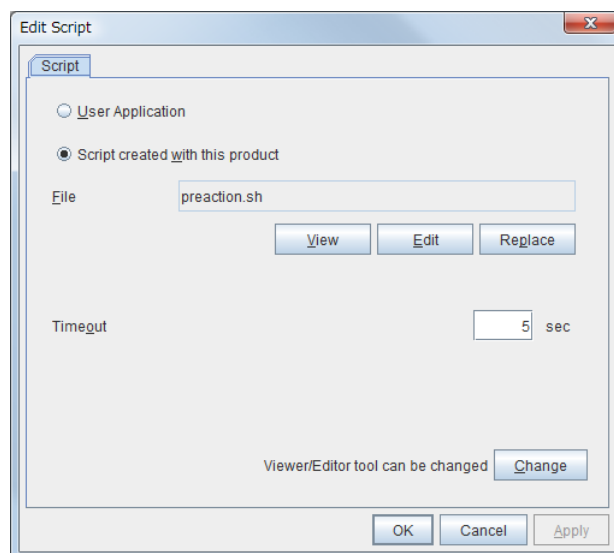 Edit Script
Script
User Application
Script created with this product
File preaction.sh
View Edit Replace
Timeout 5 sec
Viewer/Editor tool can be changed Change
OK Cancel Apply